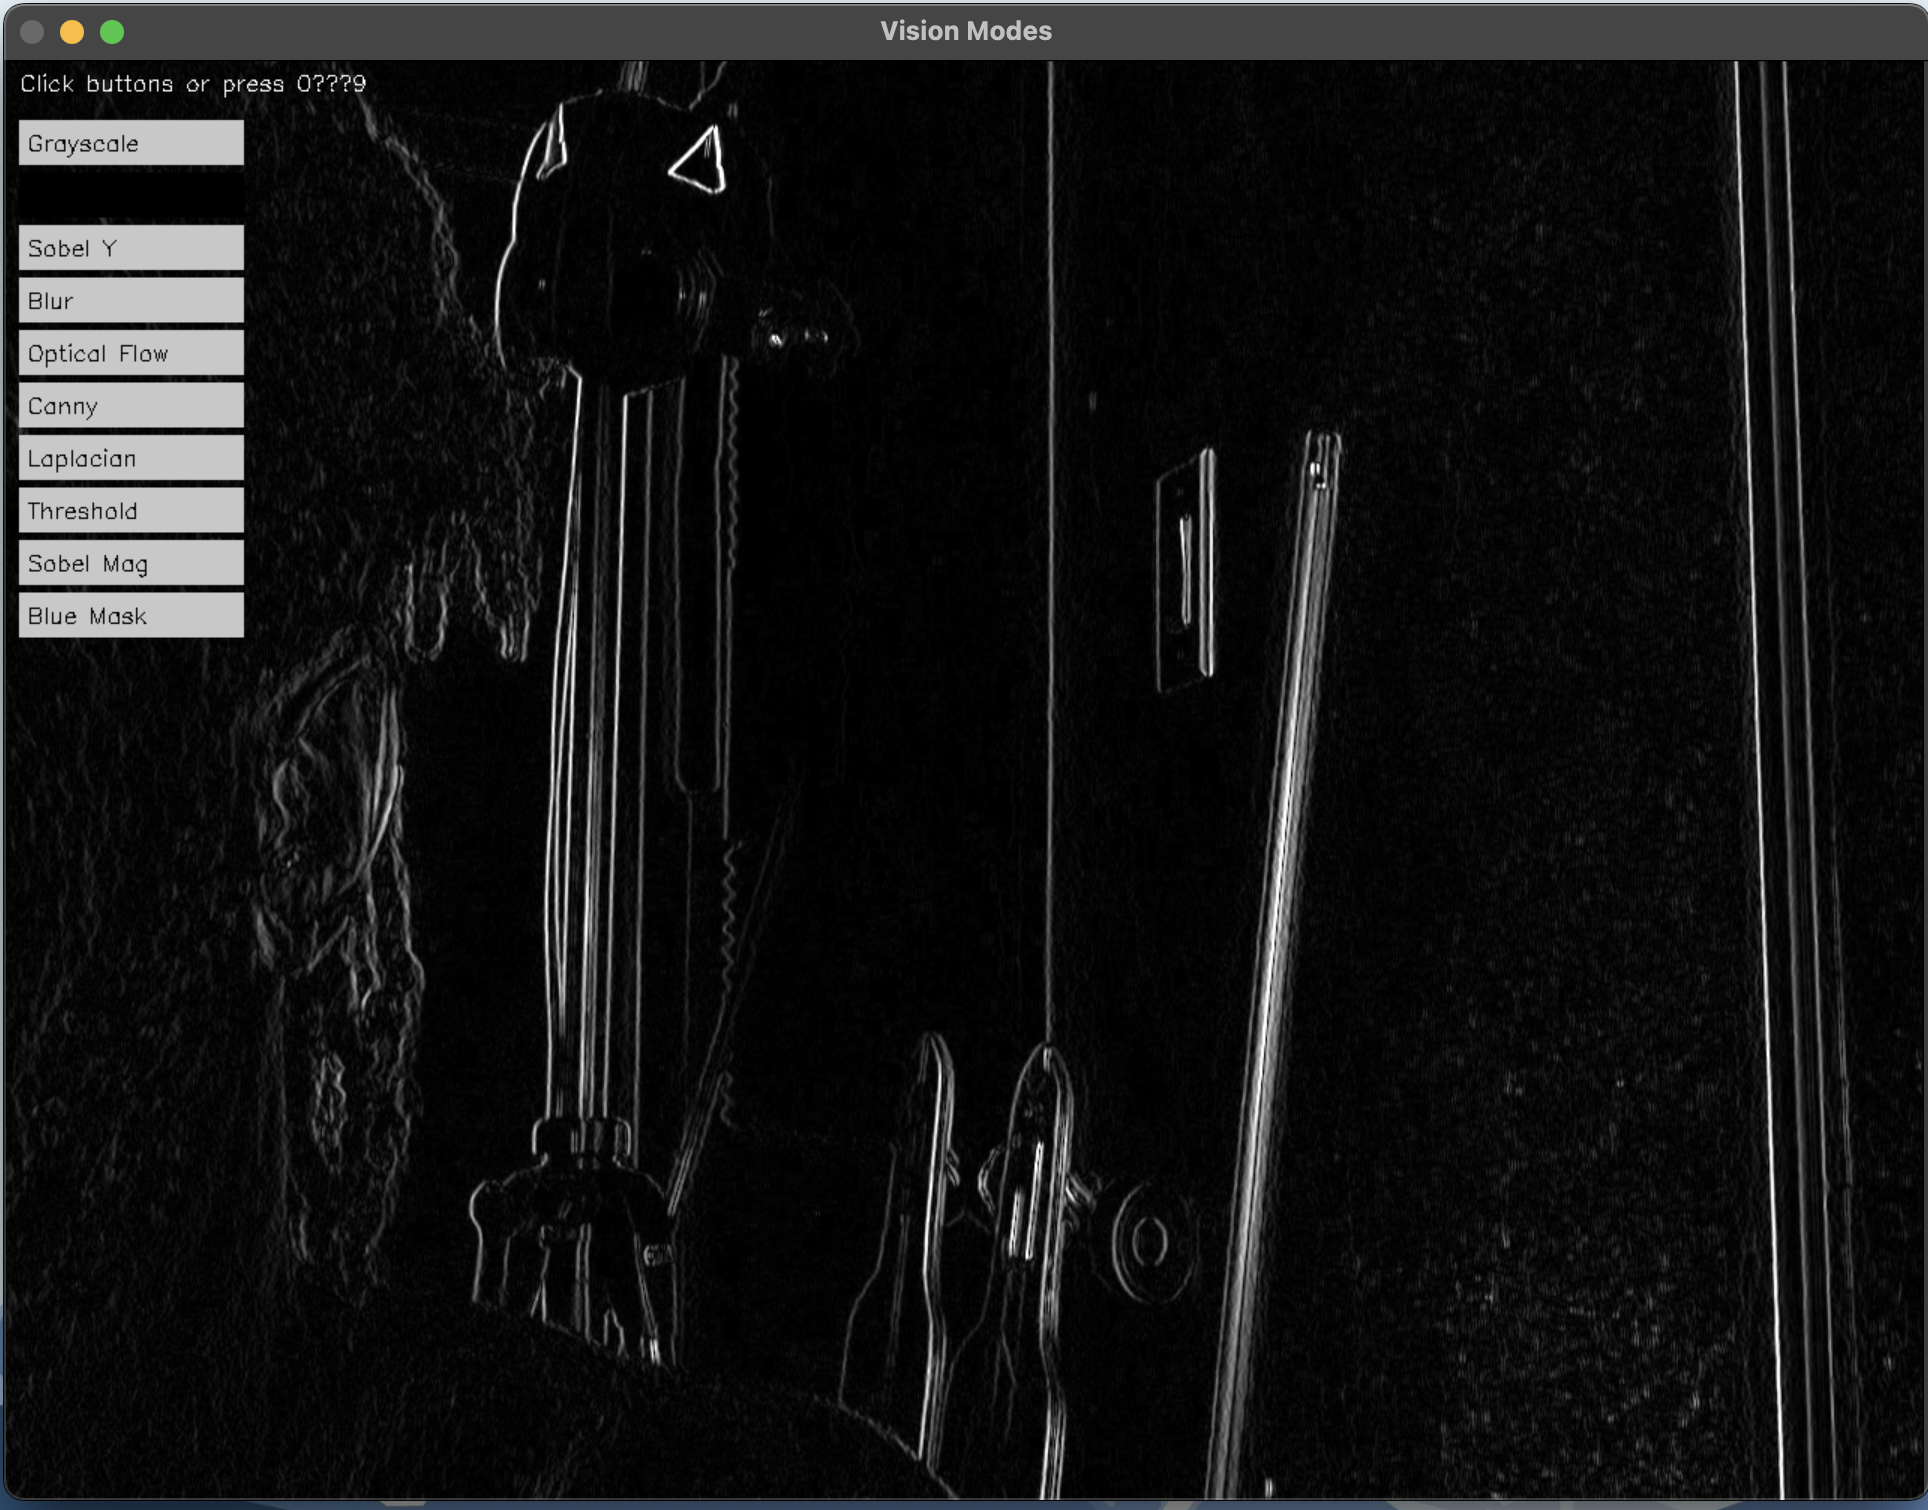 Vision Modes
Click buttons or press 0???9
Grayscale
Sobel Y
Blur
Optical Flow
Canny
Laplacian
Threshold
Sobel Mag
Blue Mask